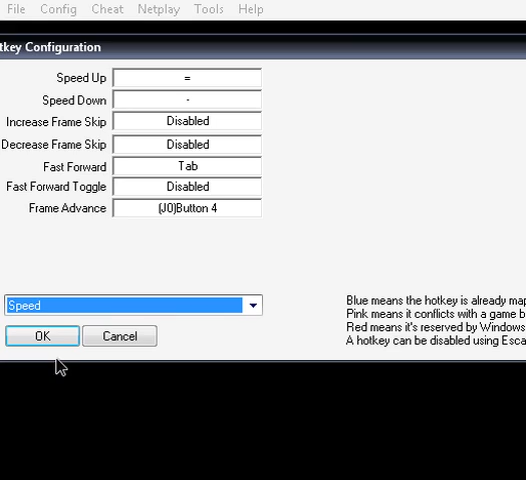 File Config Cheat Netplay Tools Help
tkey Configuration
Speed Up =
Speed Down -
Increase Frame Skip Disabled
Decrease Frame Skip Disabled
Fast Forward Tab
Fast Forward Toggle Disabled
Frame Advance (J0)Button 4
Speed
OK Cancel
Blue means the hotkey is already map
Pink means it conflicts with a game b
Red means it's reserved by Windows
A hotkey can be disabled using Esca